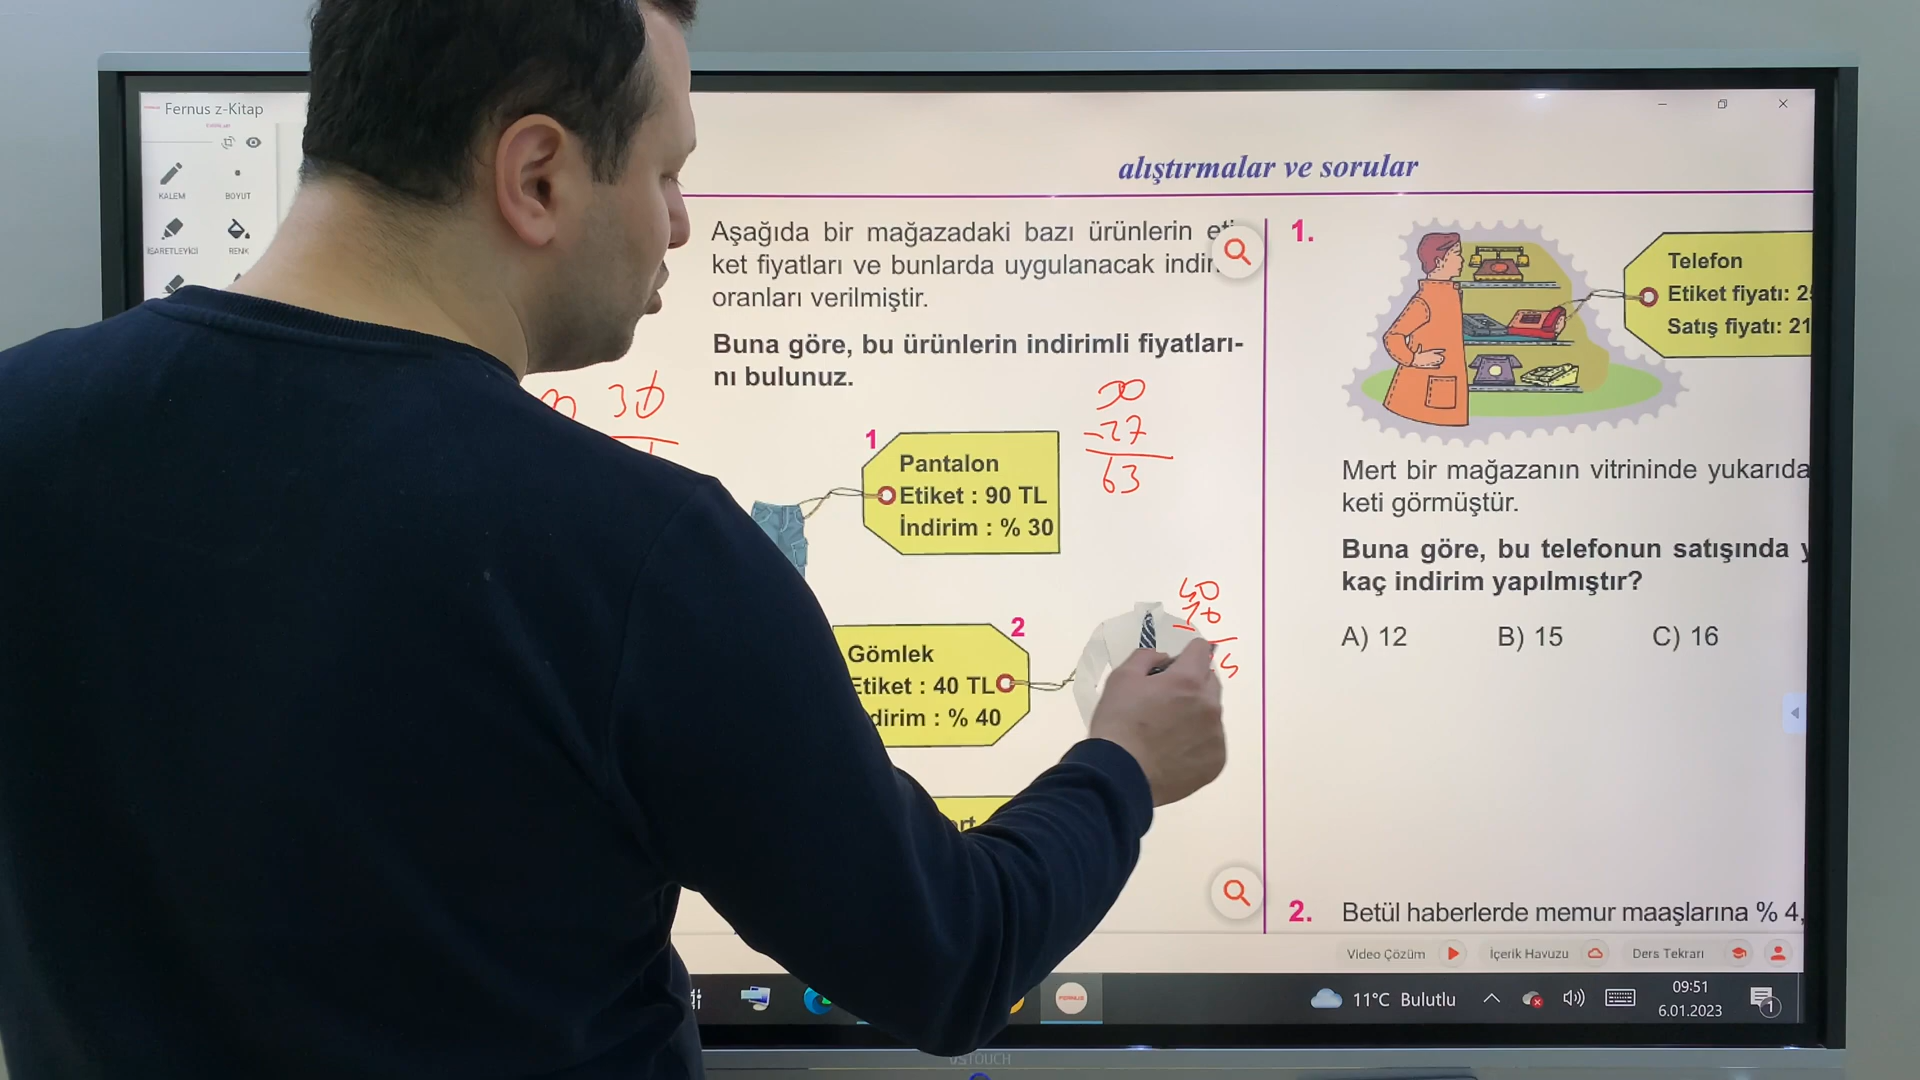 Fernus z-Kitap
KALEM
BOYUT
İŞARETLEYİCİ
RENK
alıştırmalar ve sorular
Aşağıda bir mağazadaki bazı ürünlerin
ket fiyatları ve bunlarda uygulanacak
oranları verilmiştir.
Buna göre, bu ürünlerin indirimli fiyatları-
nı bulunuz.
30
-27
63
1
Pantalon
Etiket : 90 TL
İndirim : % 30
2
Gömlek
Etiket : 40 TL
dirim : % 40
40
1.
Telefon
Etiket fiyatı: 2
Satış fiyatı: 21
Mert bir mağazanın vitrininde yukarıda
keti görmüştür.
Buna göre, bu telefonun satışında y
kaç indirim yapılmıştır?
A) 12 B) 15 C) 16
2. Betül haberlerde memur maaşlarına % 4,
Video Çözüm İçerik Havuzu Ders Tekrarı
FERNUS
11°C Bulutlu
09:51
6.01.2023
1